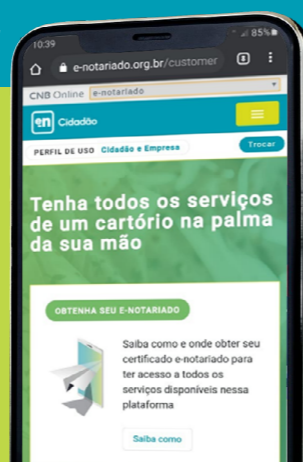 10:39
85%
e-notariado.org.br/customer
CNB Online e-notariado
en Cidadão
PERFIL DE USO Cidadão e Empresa Trocar
Tenha todos os serviços
de um cartório na palma
da sua mão
OBTENHA SEU E-NOTARIADO
Saiba como e onde obter seu
certificado e-notariado para
ter acesso a todos os
serviços disponíveis nessa
plataforma
Saiba como